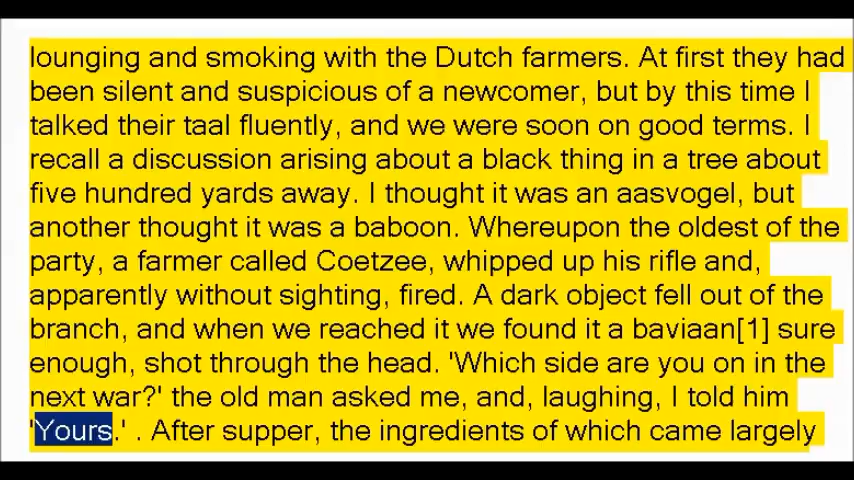 lounging and smoking with the Dutch farmers. At first they had
been silent and suspicious of a newcomer, but by this time I
talked their taal fluently, and we were soon on good terms. I
recall a discussion arising about a black thing in a tree about
five hundred yards away. I thought it was an aasvogel, but
another thought it was a baboon. Whereupon the oldest of the
party, a farmer called Coetzee, whipped up his rifle and,
apparently without sighting, fired. A dark object fell out of the
branch, and when we reached it we found it a baviaan[1] sure
enough, shot through the head. 'Which side are you on in the
next war?' the old man asked me, and, laughing, I told him
'Yours.' . After supper, the ingredients of which came largely